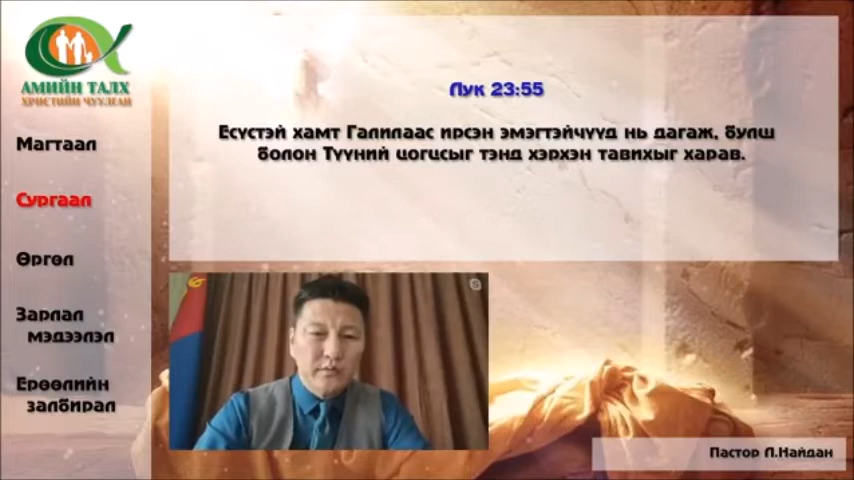 АМИЙН ТАЛХ
ХРИСТИЙН ЧУУЛГАН
Магтаал
Сургаал
Өргөл
Зарлал
мэдээлэл
Ерөөлийн
залбирал
Лук 23:55
Есүстэй хамт Галилаас ирсэн эмэгтэйчүүд нь дагаж, булш
болон Түүний цогцсыг тэнд хэрхэн тавихыг харав.
Пастор Л.Найдан